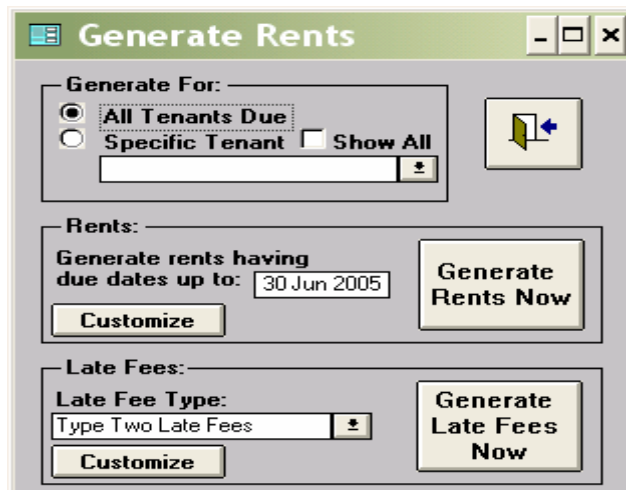 Generate Rents
Generate For:
All Tenants Due
Specific Tenant Show All
Rents:
Generate rents having
due dates up to: 30 Jun 2005
Customize
Generate
Rents Now
Late Fees:
Late Fee Type:
Type Two Late Fees
Customize
Generate
Late Fees
Now